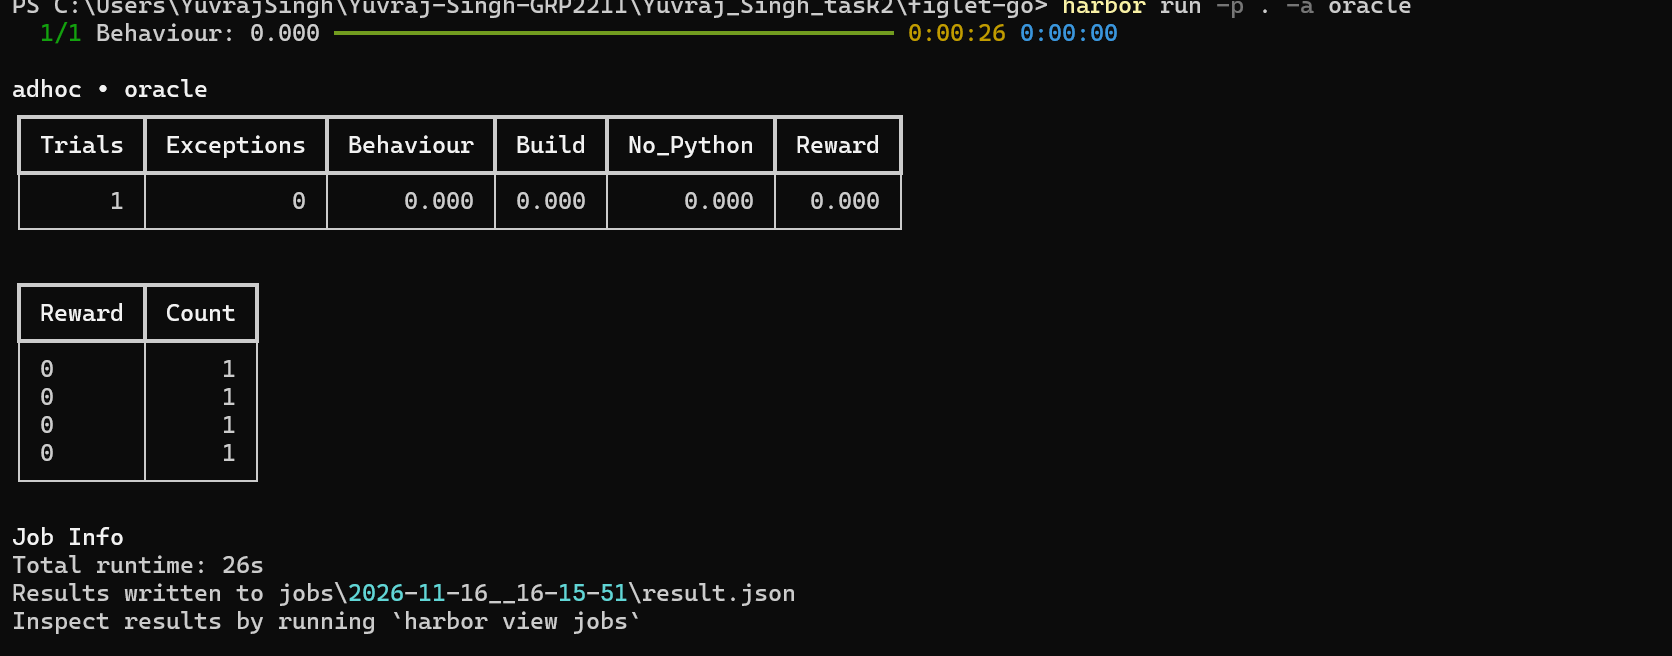 PS C:\Users\YuvrajSingh\Yuvraj-Singh-GRP22II\Yuvraj_Singh_task2\figlet-go> harbor run -p . -a oracle
1/1 Behaviour: 0.000 0:00:26 0:00:00
adhoc • oracle
Trials Exceptions Behaviour Build No_Python Reward
1 0 0.000 0.000 0.000 0.000
Reward Count
0 1
0 1
0 1
0 1
Job Info
Total runtime: 26s
Results written to jobs\2026-11-16__16-15-51\result.json
Inspect results by running `harbor view jobs`